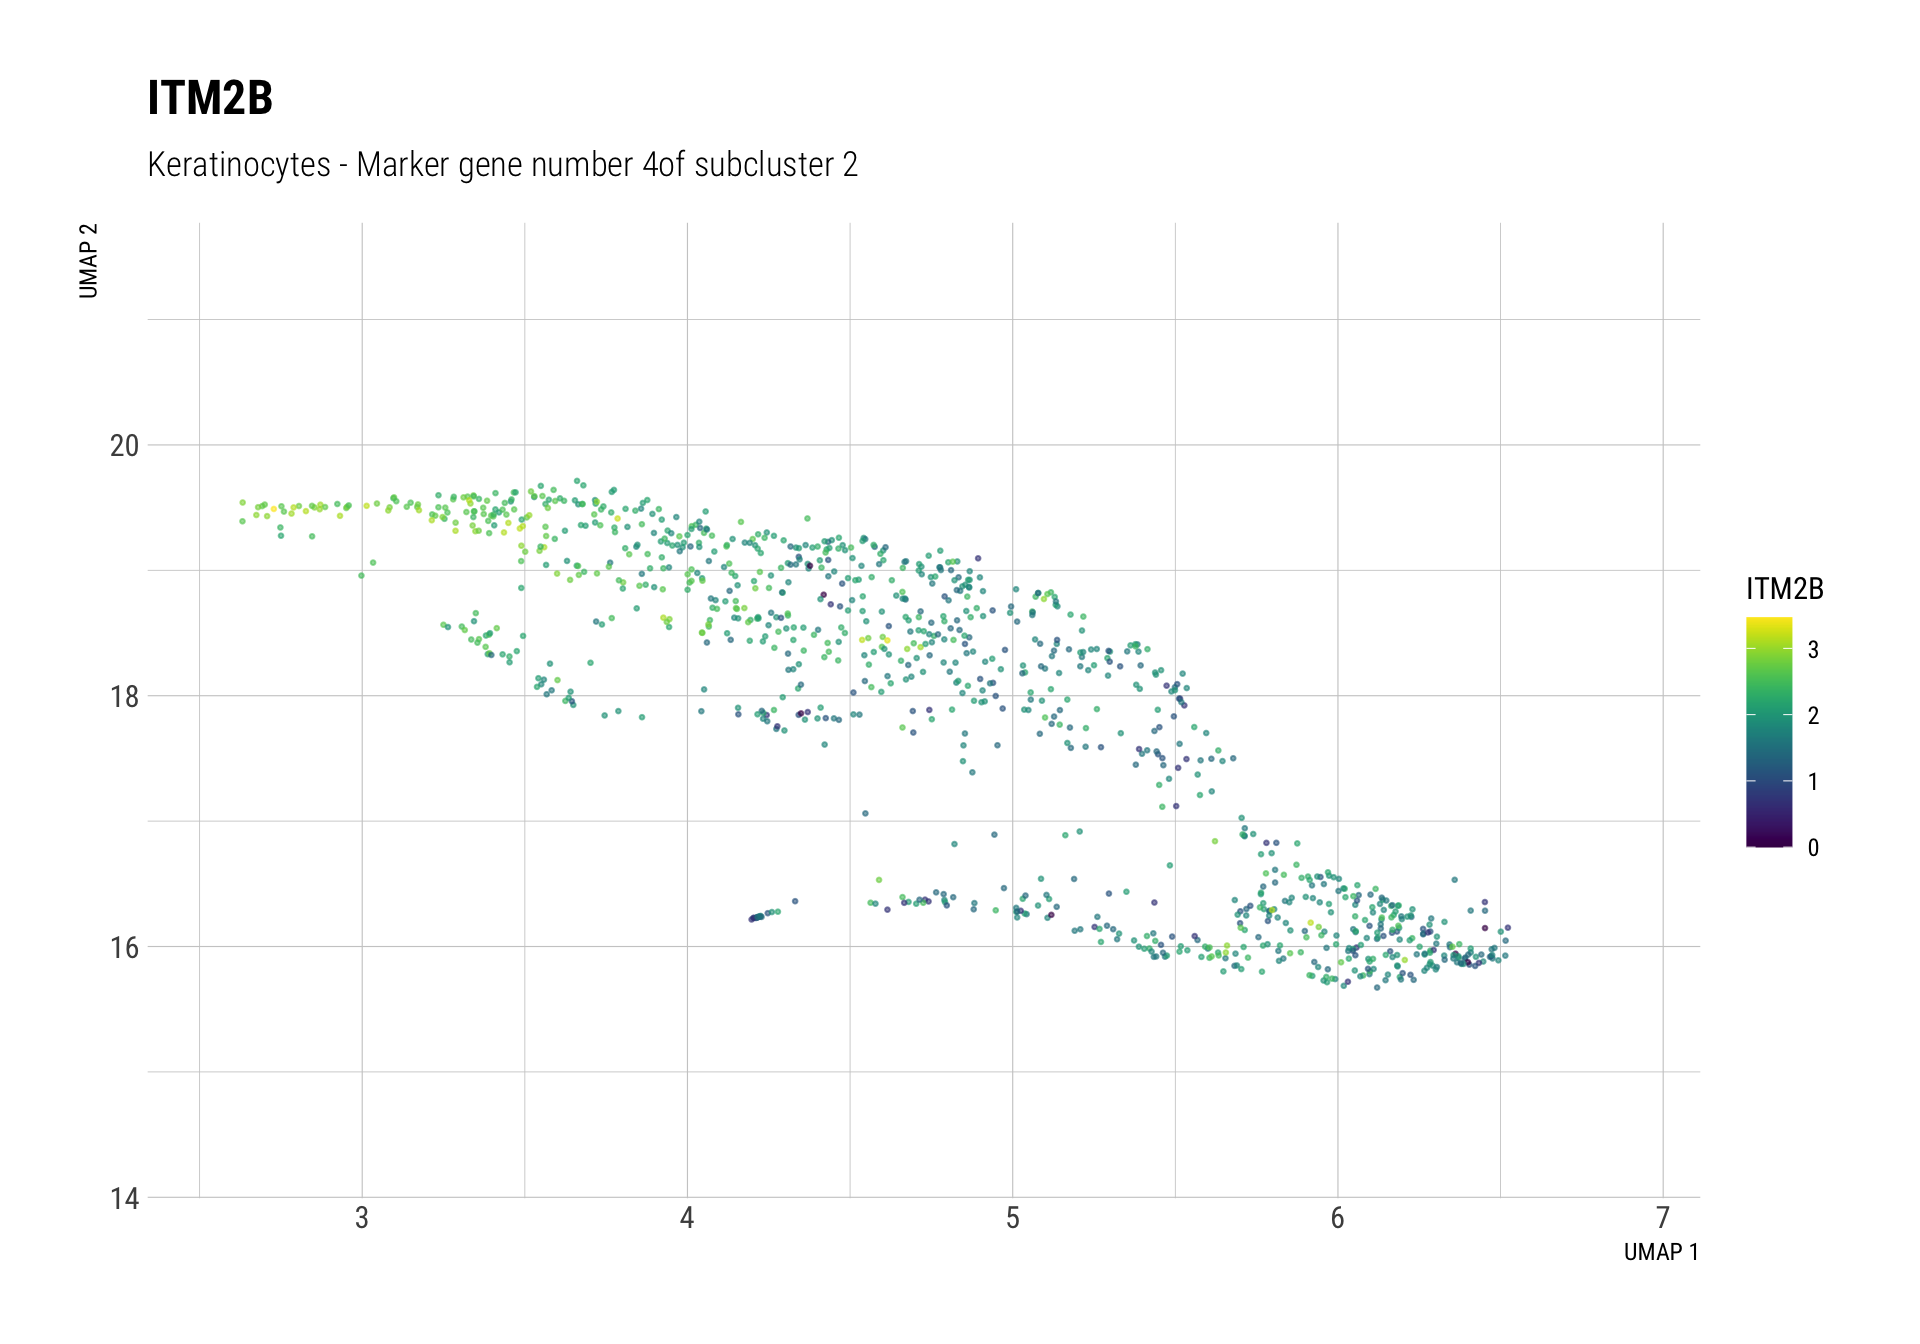 ITM2B
Keratinocytes - Marker gene number 4of subcluster 2
UMAP 2
20
18
16
14
3
4
5
6
7
UMAP 1
ITM2B
3
2
1
0